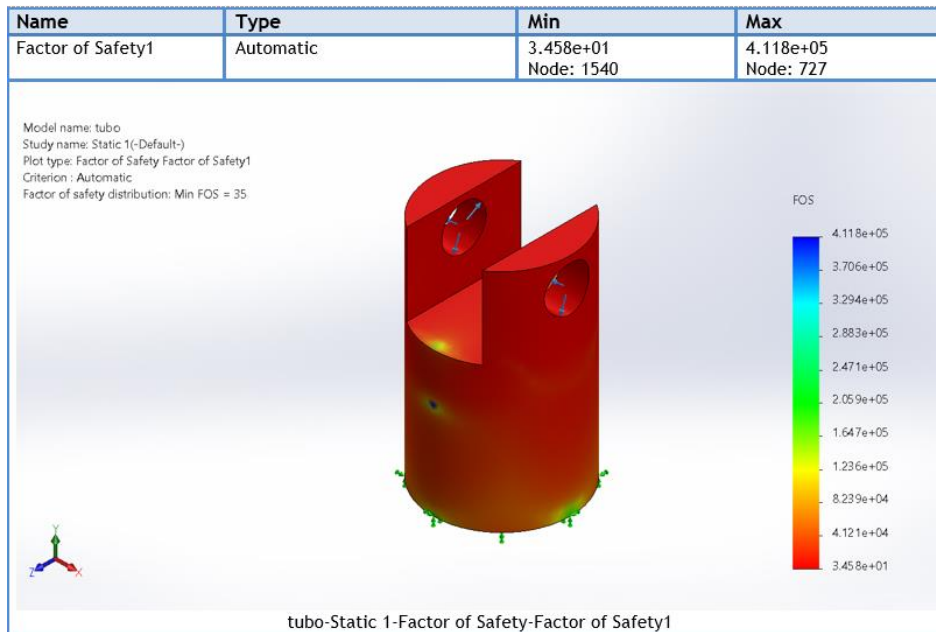 Name Type Min Max
Factor of Safety1 Automatic 3.458e+01 4.118e+05
Node: 1540 Node: 727
Model name: tubo
Study name: Static 1(-Default-)
Plot type: Factor of Safety Factor of Safety1
Criterion : Automatic
Factor of safety distribution: Min FOS = 35
FOS
4.118e+05
3.706e+05
3.294e+05
2.883e+05
2.471e+05
2.059e+05
1.647e+05
1.236e+05
8.239e+04
4.121e+04
3.458e+01
Y
Z X
tubo-Static 1-Factor of Safety-Factor of Safety1